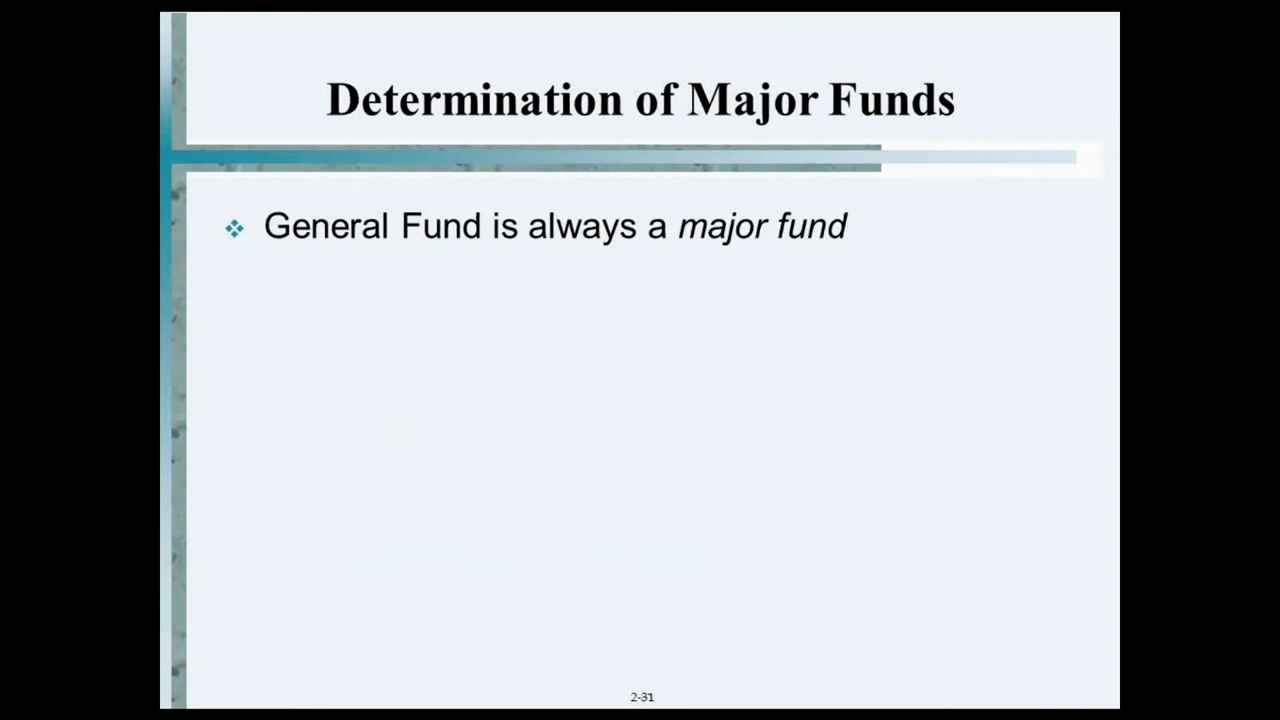 Determination of Major Funds
General Fund is always a major fund
2-31